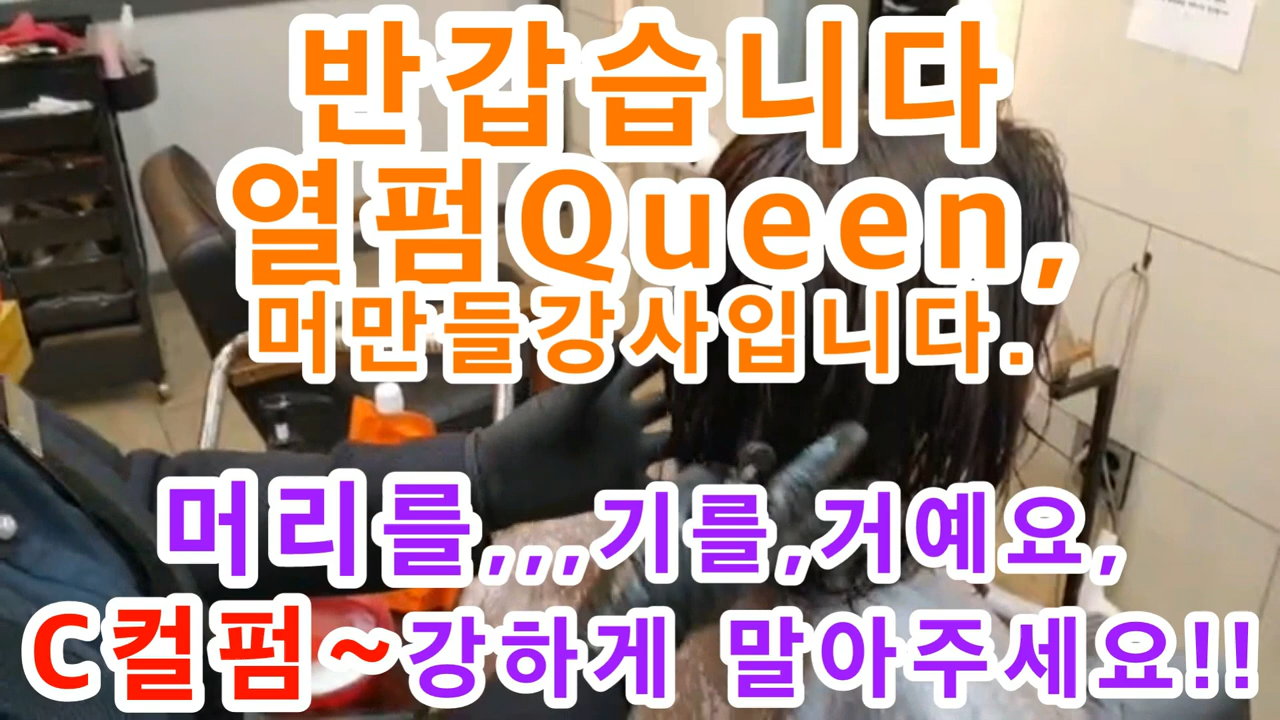 반갑습니다
열펌Queen,
머만들강사입니다.
머리를,,,기를,거예요,
C컬펌~강하게 말아주세요!!